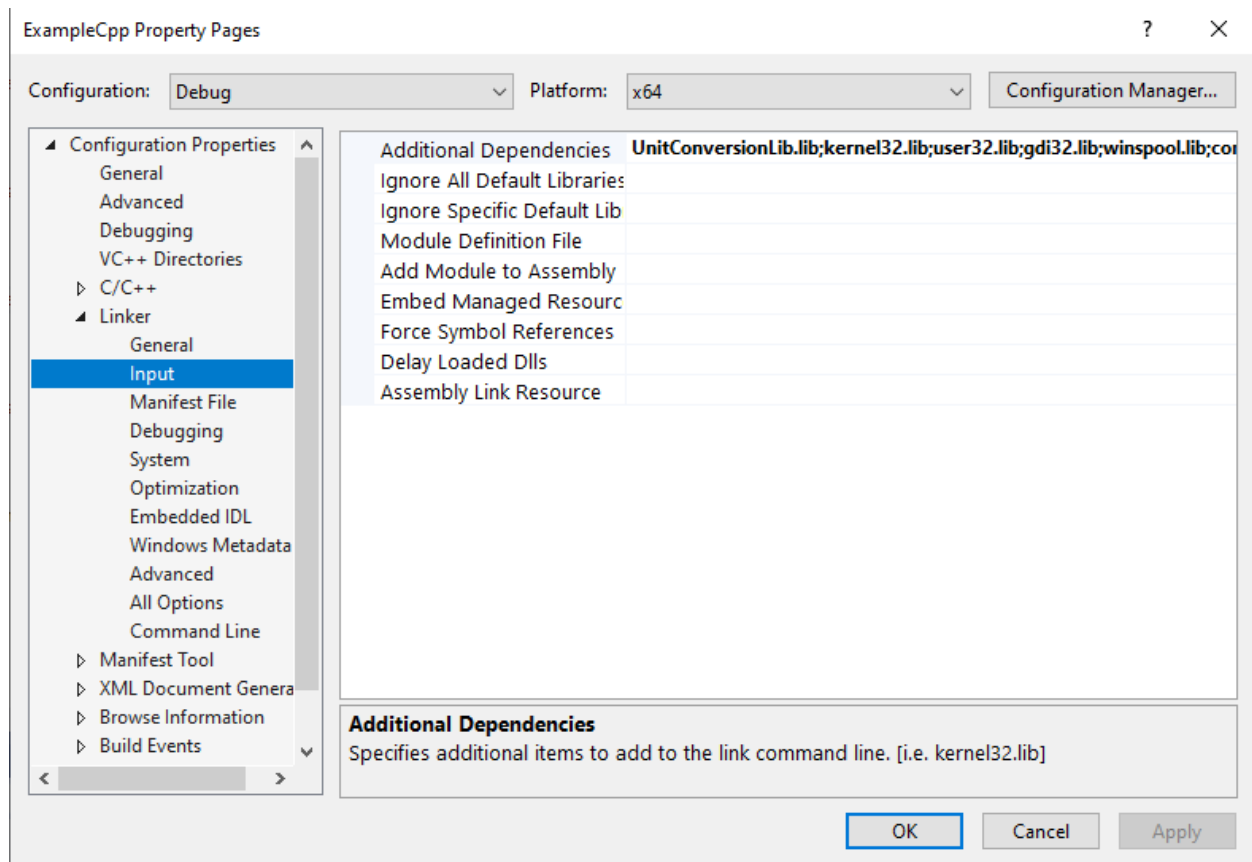 ExampleCpp Property Pages
Configuration: Debug Platform: x64 Configuration Manager...
Configuration Properties
General
Advanced
Debugging
VC++ Directories
C/C++
Linker
General
Input
Manifest File
Debugging
System
Optimization
Embedded IDL
Windows Metadata
Advanced
All Options
Command Line
Manifest Tool
XML Document Genera
Browse Information
Build Events
Additional Dependencies UnitConversionLib.lib;kernel32.lib;user32.lib;gdi32.lib;winspool.lib;
Ignore All Default Libraries
Ignore Specific Default Lib
Module Definition File
Add Module to Assembly
Embed Managed Resourc
Force Symbol References
Delay Loaded Dlls
Assembly Link Resource
Additional Dependencies
Specifies additional items to add to the link command line. [i.e. kernel32.lib]
OK Cancel Apply